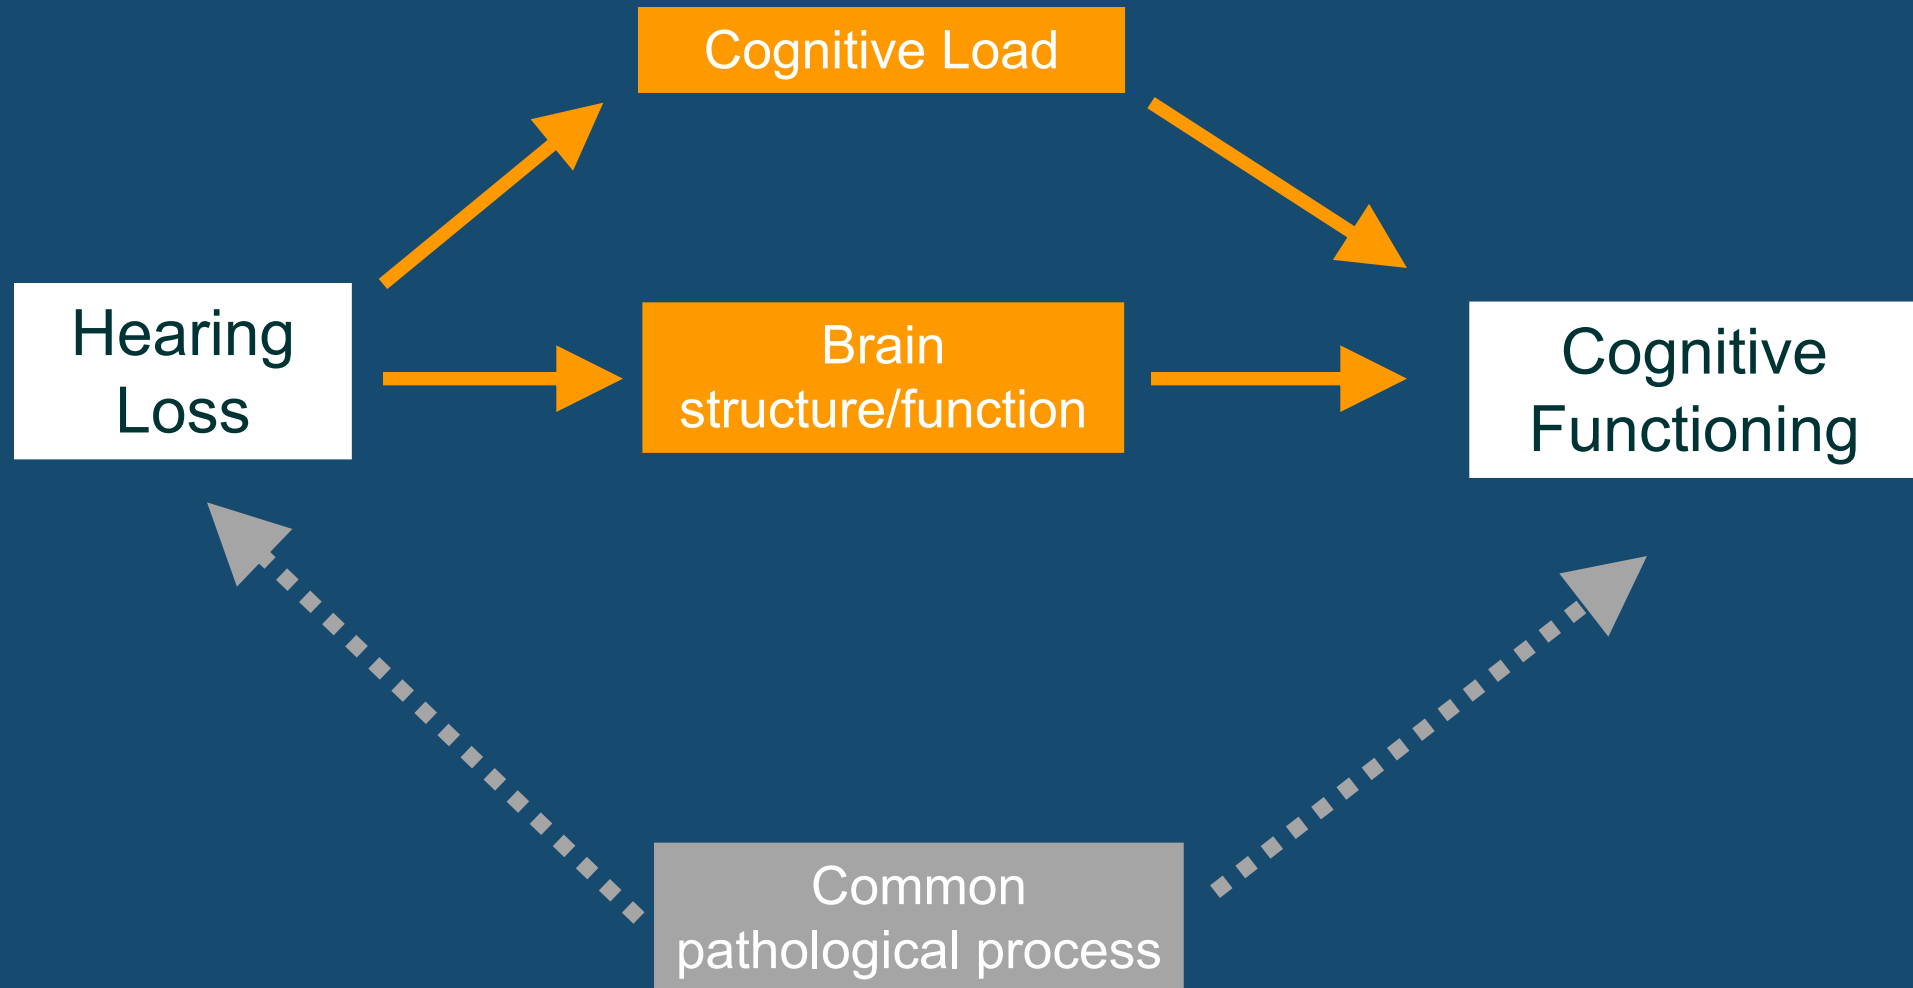 Cognitive Load
Hearing
Loss
Brain
structure/function
Cognitive
Functioning
Common
pathological process